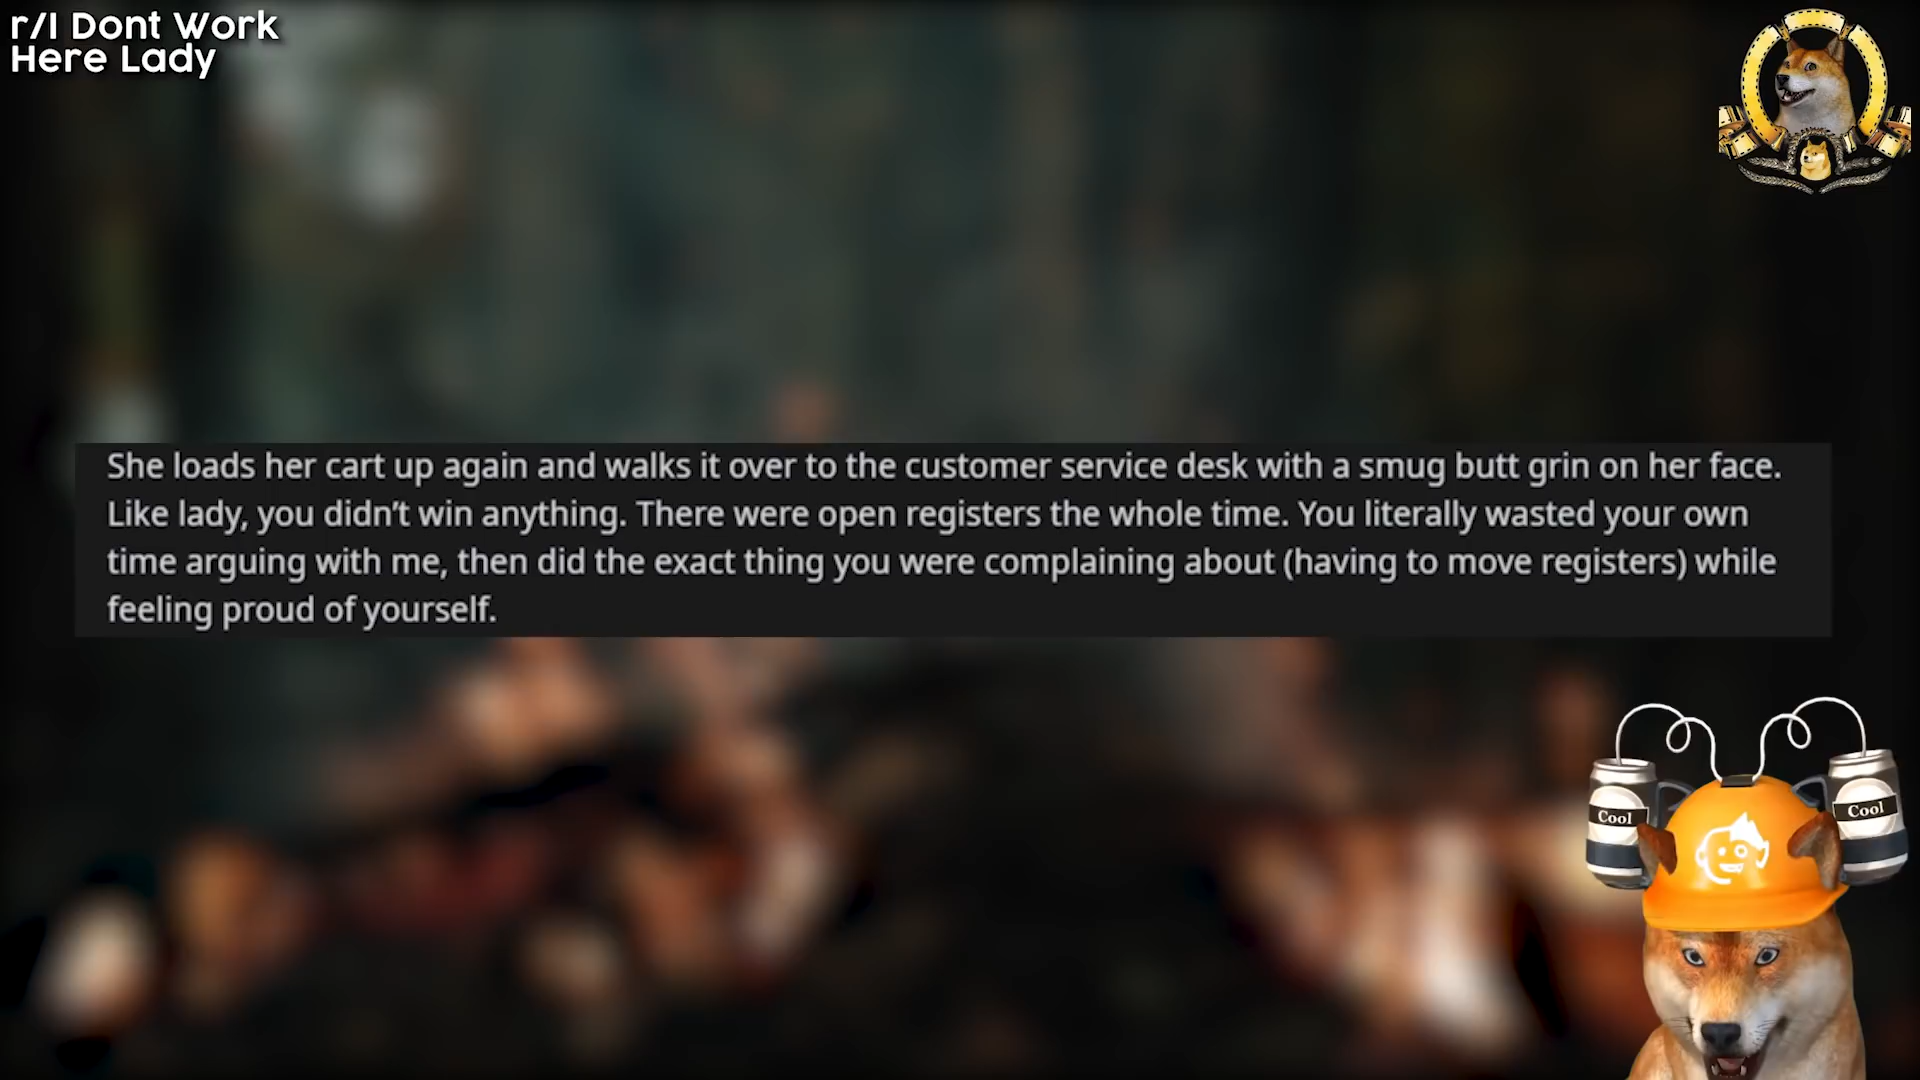 r/I Dont Work
Here Lady
She loads her cart up again and walks it over to the customer service desk with a smug butt grin on her face.
Like lady, you didn’t win anything. There were open registers the whole time. You literally wasted your own
time arguing with me, then did the exact thing you were complaining about (having to move registers) while
feeling proud of yourself.
Cool
Cool